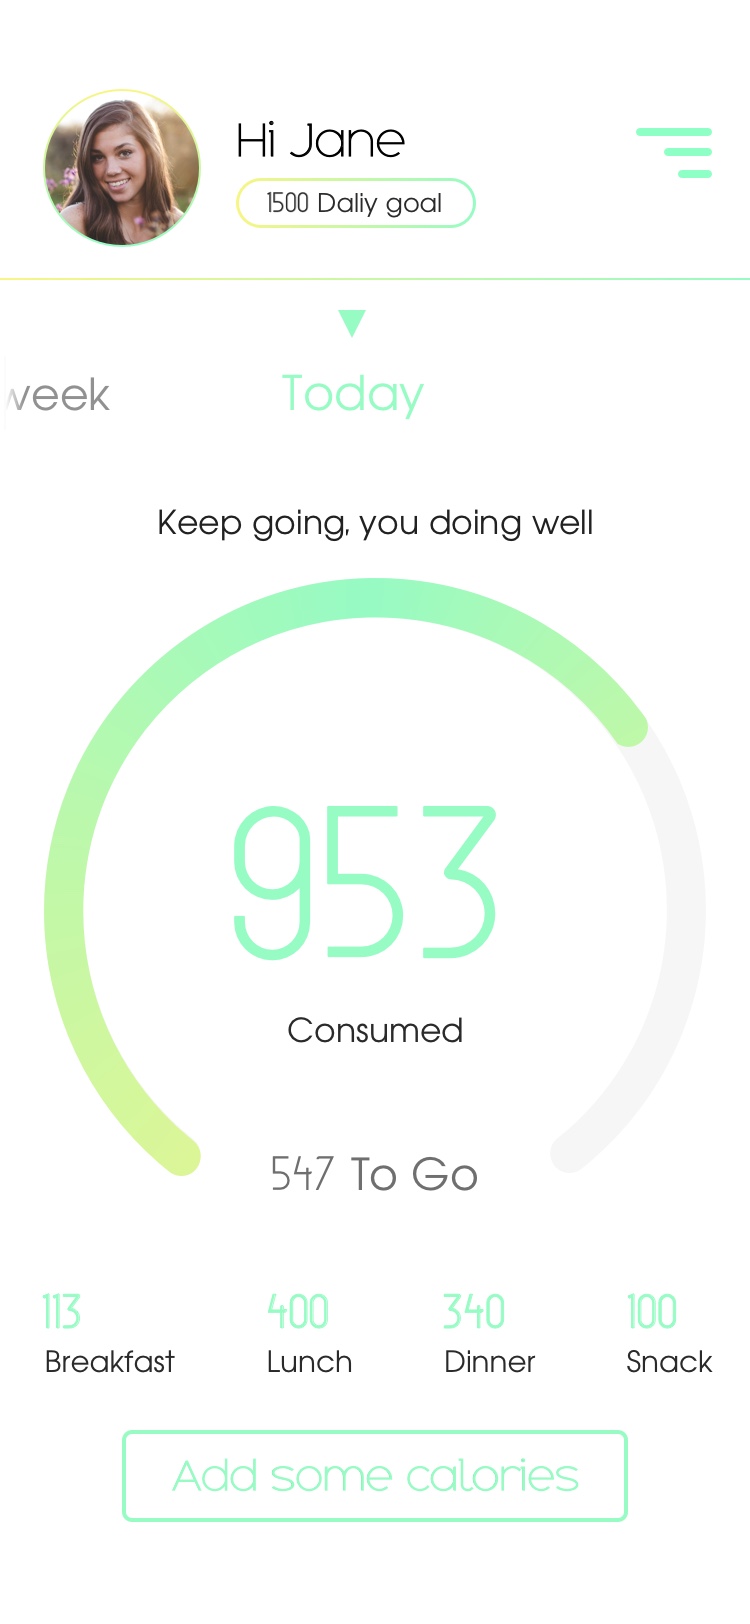 Hi Jane
1500 Daliy goal
week
Today
Keep going, you doing well
953
Consumed
547 To Go
113 400 340 100
Breakfast Lunch Dinner Snack
Add some calories